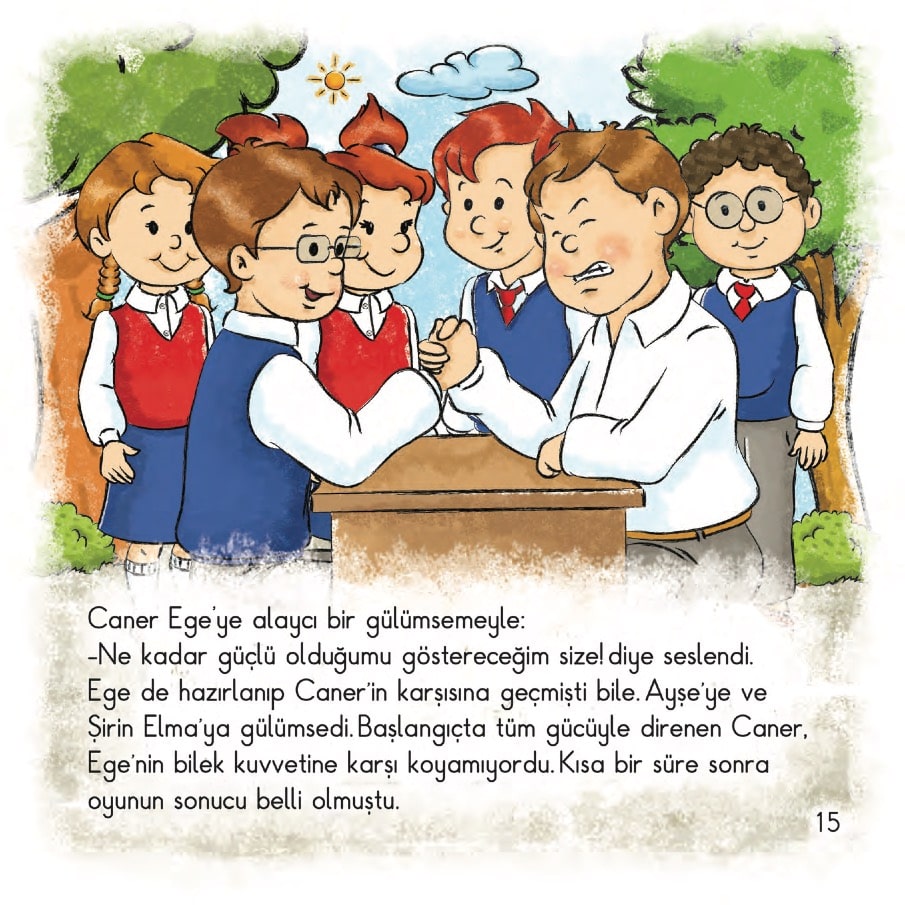 Caner Ege'ye alaycı bir gülümsemeyle:
-Ne kadar güçlü olduğumu göstereceğim size! diye seslendi.
Ege de hazırlanıp Caner'in karşısına geçmişti bile. Ayşe'ye ve
Şirin Elma'ya gülümsedi. Başlangıçta tüm gücüyle direnen Caner,
Ege'nin bilek kuvvetine karşı koyamıyordu. Kısa bir süre sonra
oyunun sonucu belli olmuştu.
15